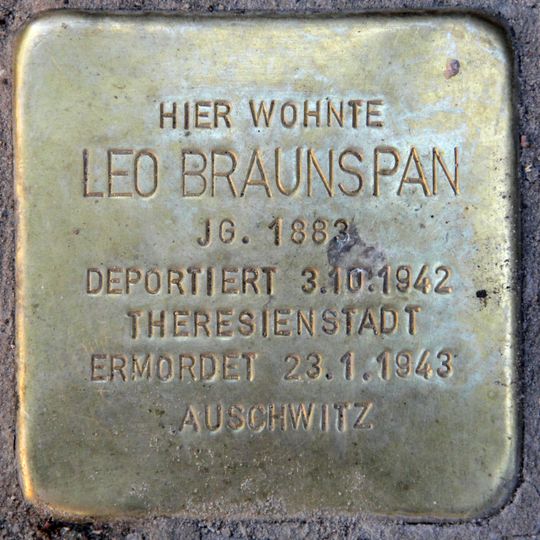 HIER WOHNTE
LEO BRAUNSPAN
JG. 1883
DEPORTIERT 3.10.1942
THERESIENSTADT
ERMORDET 23.1.1943
AUSCHWITZ